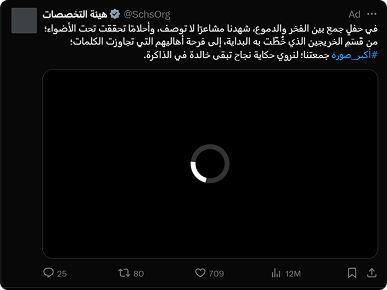 هيئة التخصصات @SchsOrg Ad
في حفلٍ جمع بين الفخر والدموع، شهدنا مشاعرًا لا توصف، وأحلامًا تحققت تحت الأضواء؛
من قَسَمِ الخريجين الذي خُطّت به البداية، إلى فرحة أهاليهم التي تجاوزت الكلمات؛
#أكبر_صورة جمعتنا؛ لنروي حكاية نجاح تبقى خالدة في الذاكرة.
25 80 709 12M